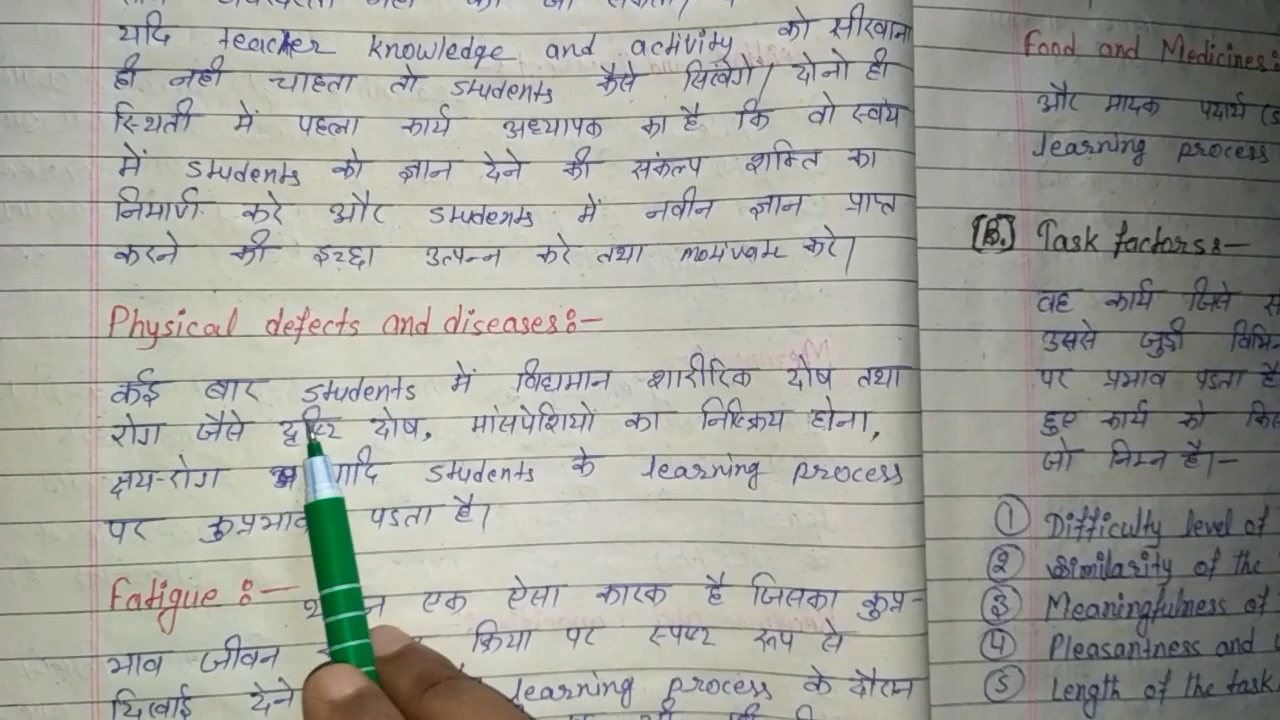 यदि teacher knowledge and activity को सीखाना
ही नही चाहता तो students कैसे सिखेगे। दोनो ही
स्थिती में पहला कार्य अध्यापक का है कि वो स्वंय
में students को ज्ञान देने की संकल्प शक्ति का
निमार्ण करे और students में नवीन ज्ञान प्राप्त
करने की इच्छा उत्पन्न करे तथा motivate करे।
Physical defects and diseases:-
कई बार students में विद्यमान शारीरिक दोष तथा
रोग जैसे दोष, मांसपेशियो का निष्क्रिय होना,
क्षय-रोग students के learning process
पर कुप्रभाव पडता है।
Fatigue :- एक ऐसा कारक है जिसका कुप्र-
भाव जीवन क्रिया पर स्पष्ट रूप से
दिखाई देने learning process के दौरान
Food and Medicines:
और मादक पदार्थ (s
learning process
(B.) Task factors:-
वह कार्य जिसे
उससे जुडी
पर प्रभाव पडता है
हुए कार्य को
जो निम्न है।-
① Difficulty level of
② Similarity of the
③ Meaningfulness of
④ Pleasantness and
⑤ Length of the task